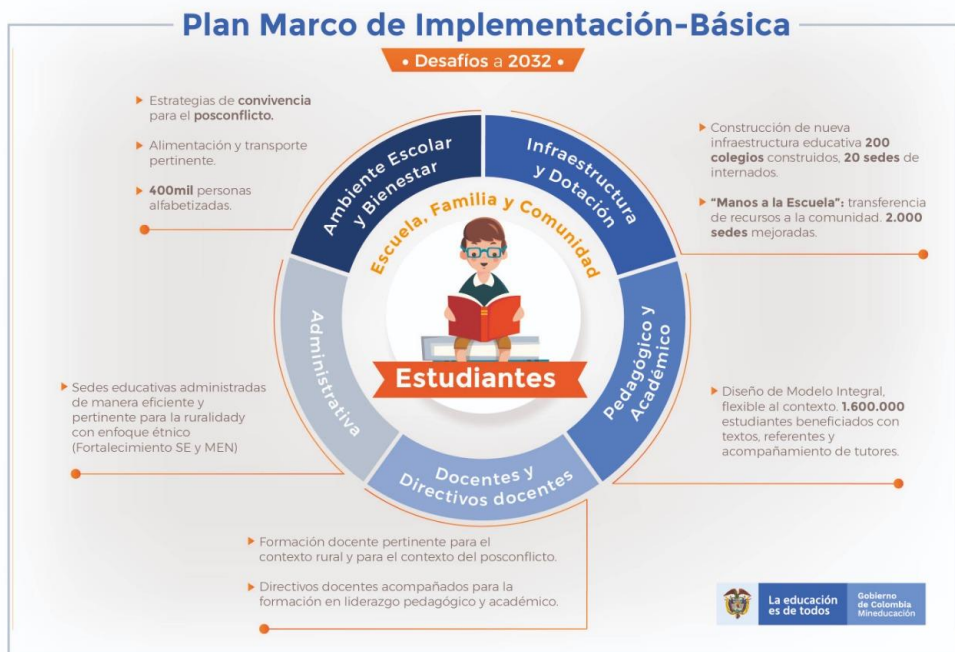 Plan Marco de Implementación-Básica
• Desafíos a 2032 •
▶ Estrategias de convivencia
para el posconflicto.
▶ Alimentación y transporte
pertinente.
▶ 400mil personas
alfabetizadas.
Ambiente Escolar
y Bienestar
Infraestructura
y Dotación
▶ Construcción de nueva
infraestructura educativa 200
colegios construidos, 20 sedes de
internados.
▶ "Manos a la Escuela": transferencia
de recursos a la comunidad. 2.000
sedes mejoradas.
Escuela, Familia y Comunidad
Estudiantes
Administrativa
Pedagógico y
Académico
▶ Sedes educativas administradas
de manera eficiente y
pertinente para la ruralidady
con enfoque étnico
(Fortalecimiento SE y MEN)
▶ Diseño de Modelo Integral,
flexible al contexto. 1.600.000
estudiantes beneficiados con
textos, referentes y
acompañamiento de tutores.
Docentes y
Directivos docentes
▶ Formación docente pertinente para el
contexto rural y para el contexto del posconflicto.
▶ Directivos docentes acompañados para la
formación en liderazgo pedagógico y académico.
La educación
es de todos
Gobierno
de Colombia
Mineducación